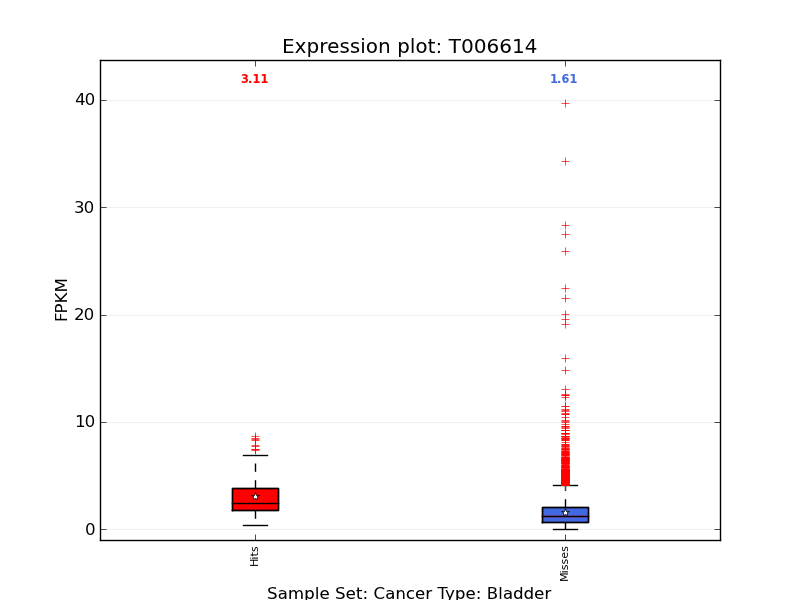 Expression plot: T006614
3.11
1.61
40
30
20
10
0
FPKM
Hits
Misses
Sample Set: Cancer Type: Bladder